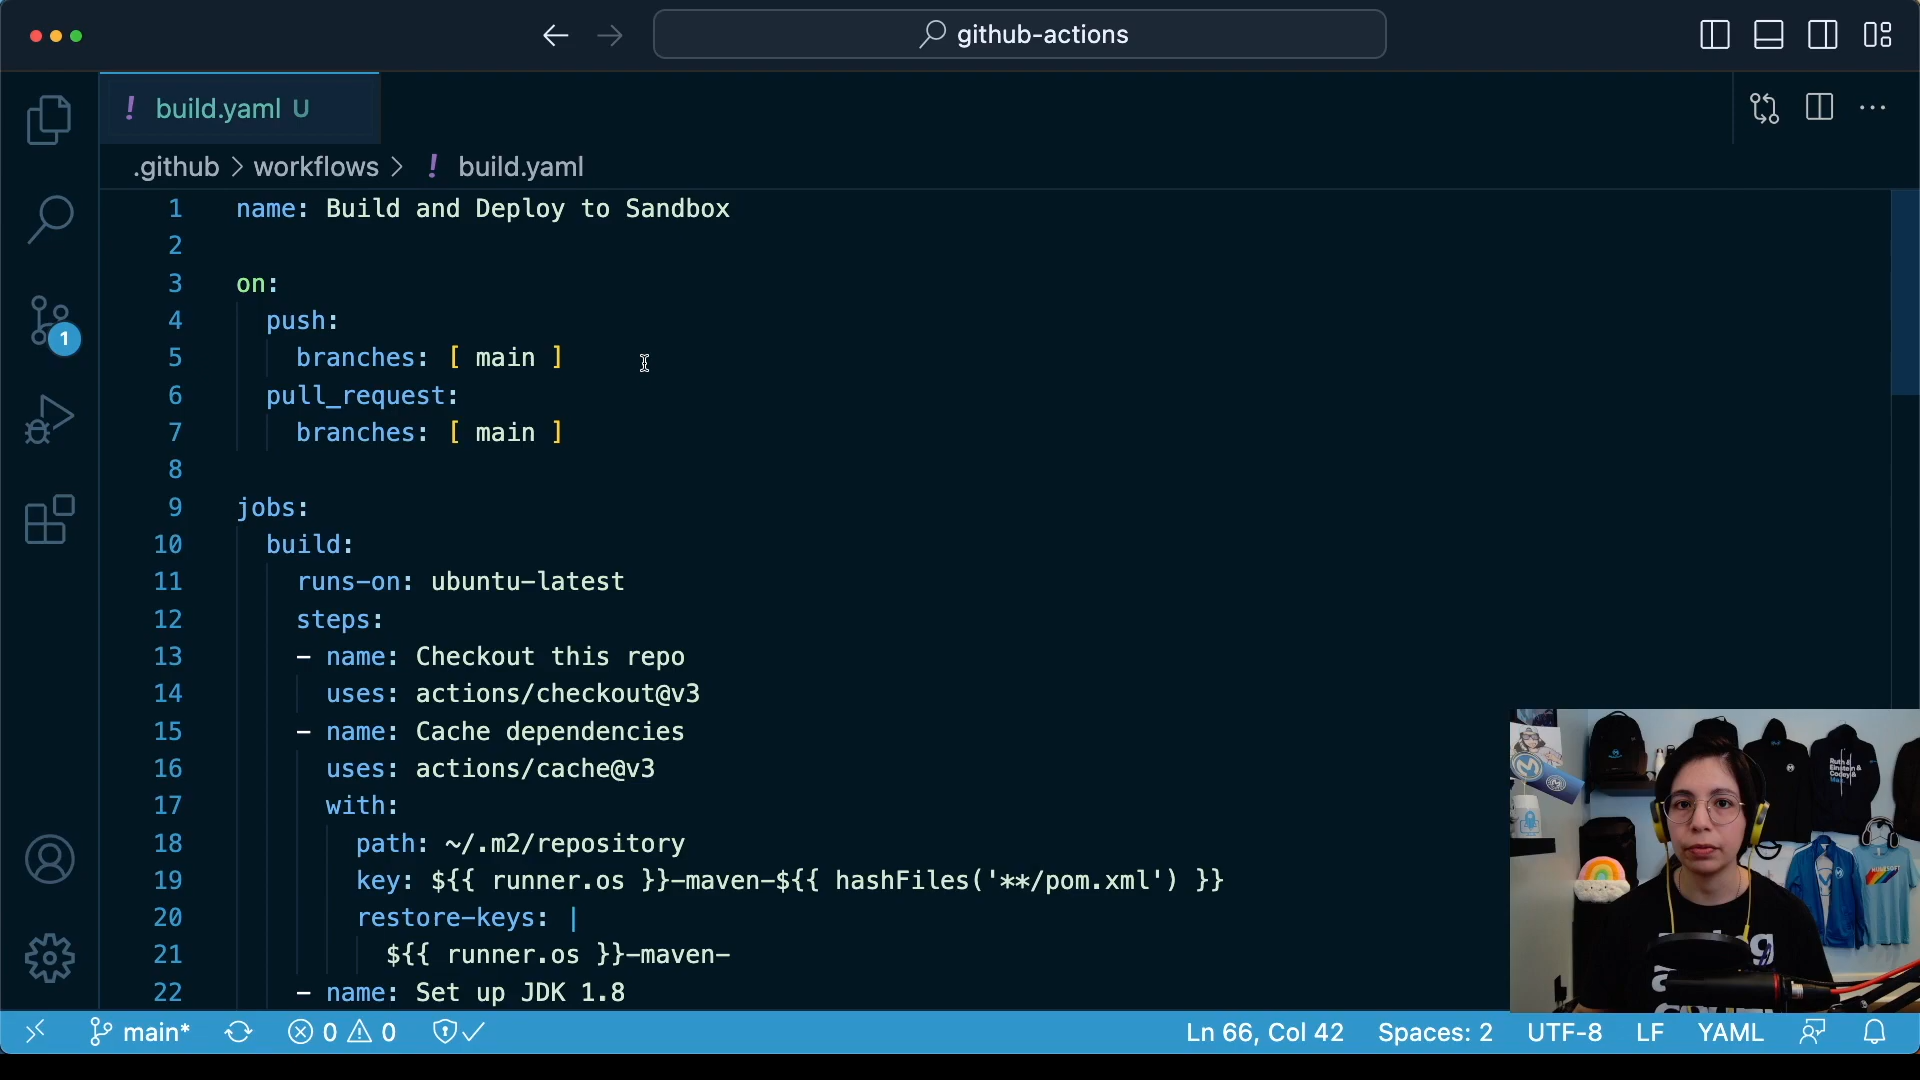 github-actions
! build.yaml U
.github > workflows > ! build.yaml
1 name: Build and Deploy to Sandbox
2
3 on:
4 push:
5 branches: [ main ]
6 pull_request:
7 branches: [ main ]
8
9 jobs:
10 build:
11 runs-on: ubuntu-latest
12 steps:
13 - name: Checkout this repo
14 uses: actions/checkout@v3
15 - name: Cache dependencies
16 uses: actions/cache@v3
17 with:
18 path: ~/.m2/repository
19 key: ${{ runner.os }}-maven-${{ hashFiles('**/pom.xml') }}
20 restore-keys: |
21 ${{ runner.os }}-maven-
22 - name: Set up JDK 1.8
1
main* 0 0 Ln 66, Col 42 Spaces: 2 UTF-8 LF YAML